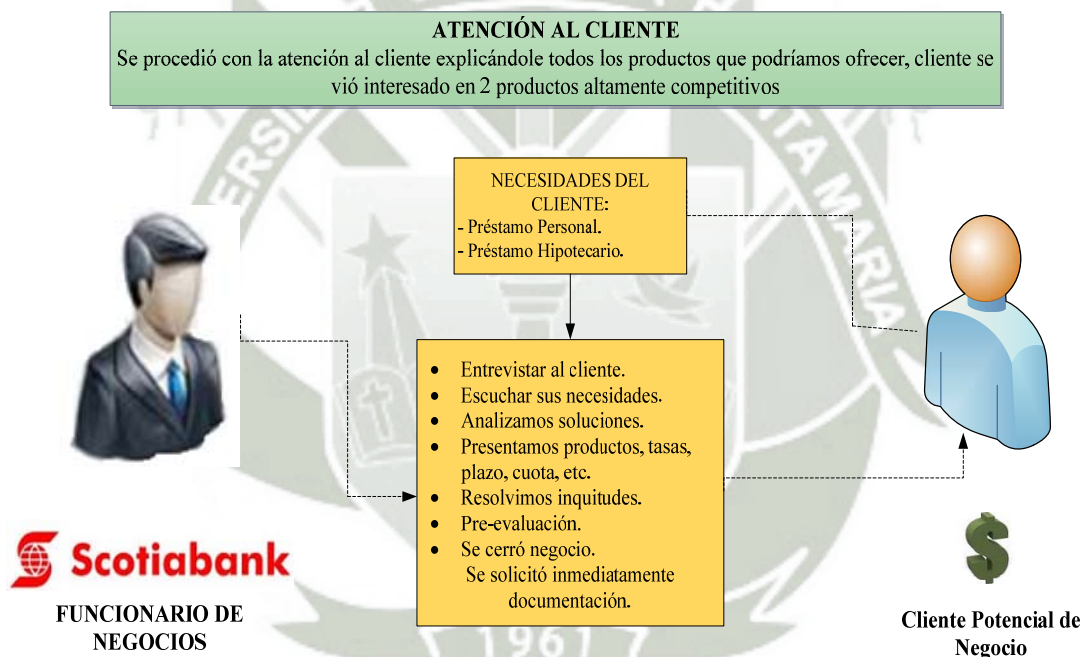 ATENCIÓN AL CLIENTE
Se procedió con la atención al cliente explicándole todos los productos que podríamos ofrecer, cliente se
vió interesado en 2 productos altamente competitivos
NECESIDADES DEL
CLIENTE:
- Préstamo Personal.
- Préstamo Hipotecario.
• Entrevistar al cliente.
• Escuchar sus necesidades.
• Analizamos soluciones.
• Presentamos productos, tasas,
plazo, cuota, etc.
• Resolvimos inquitudes.
• Pre-evaluación.
• Se cerró negocio.
Se solicitó inmediatamente
documentación.
Scotiabank
FUNCIONARIO DE
NEGOCIOS
$
Cliente Potencial de
Negocio
MARIA
1961